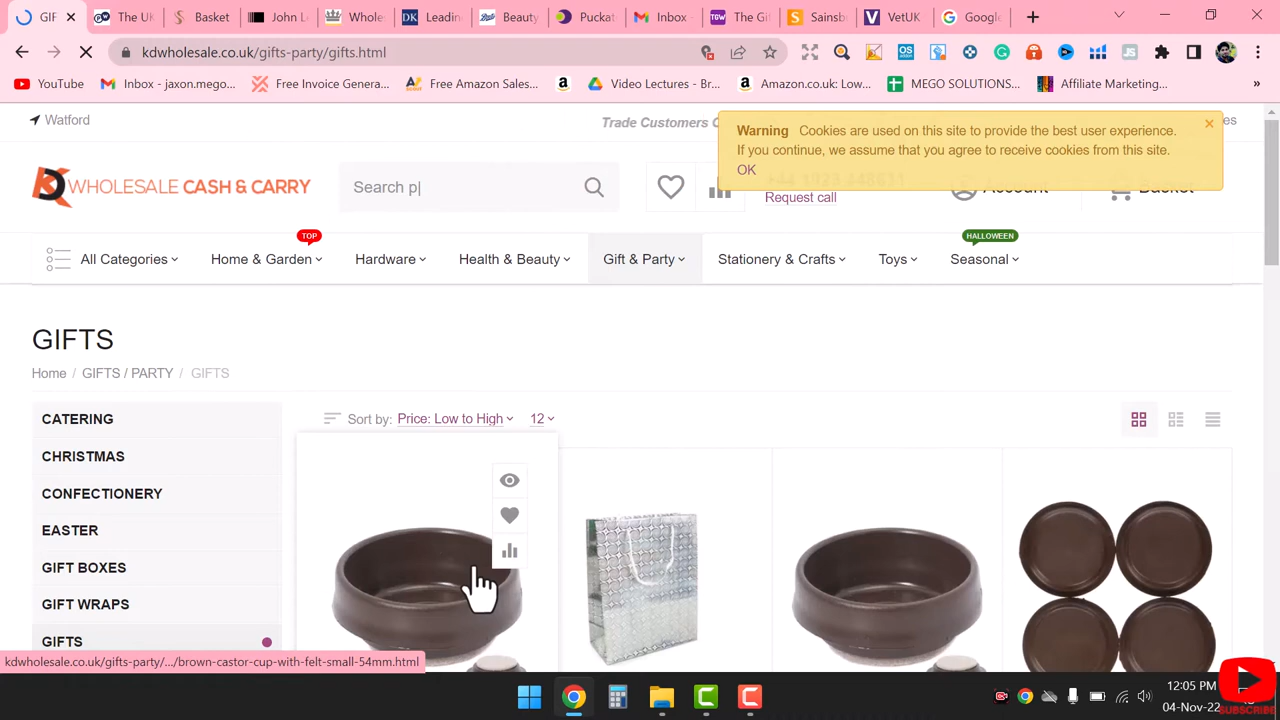 GIF
The UK
Basket
John L
Whole
Leadin
Beauty
Puckat
Inbox
The Gi
Sainsb
VetUK
Google
kdwholesale.co.uk/gifts-party/gifts.html
YouTube
Inbox - jaxon.mego...
Free Invoice Genera...
Free Amazon Sales...
Video Lectures - Br...
Amazon.co.uk: Low...
MEGO SOLUTIONS...
Affiliate Marketing...
»
Watford
Trade Customers
Warning Cookies are used on this site to provide the best user experience.
If you continue, we assume that you agree to receive cookies from this site.
OK
WHOLESALE CASH & CARRY
Search p|
Request call
Account
Basket
TOP
HALLOWEEN
All Categories
Home & Garden
Hardware
Health & Beauty
Gift & Party
Stationery & Crafts
Toys
Seasonal
GIFTS
Home / GIFTS / PARTY / GIFTS
CATERING
Sort by: Price: Low to High 12
CHRISTMAS
CONFECTIONERY
EASTER
GIFT BOXES
GIFT WRAPS
GIFTS
kdwholesale.co.uk/gifts-party/.../brown-castor-cup-with-felt-small-54mm.html
12:05 PM
04-Nov-22
SUBSCRIBE